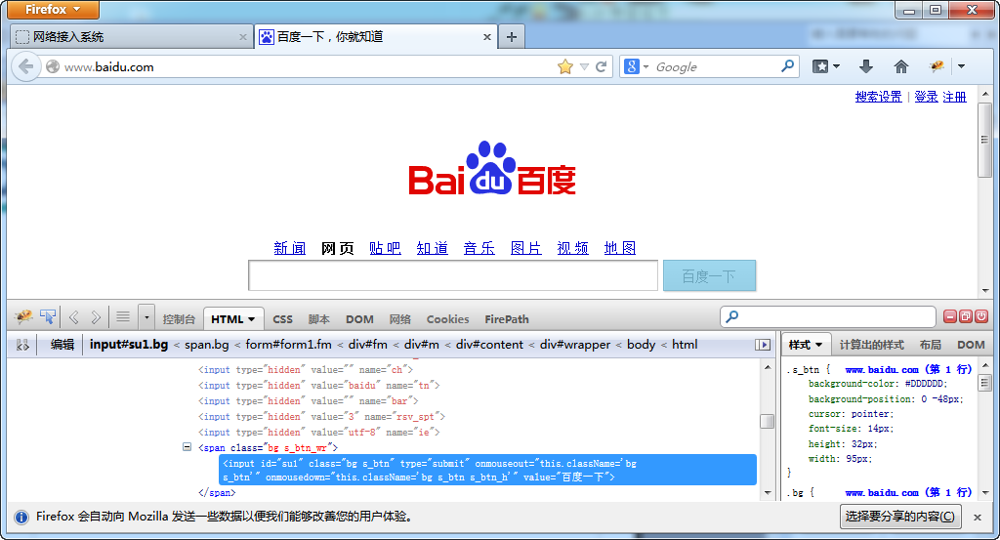 Firefox
网络接入系统
百度一下，你就知道
www.baidu.com
Google
搜索设置 | 登录 注册
Bai du 百度
新闻 网页 贴吧 知道 音乐 图片 视频 地图
百度一下
控制台 HTML CSS 脚本 DOM 网络 Cookies FirePath
编辑 input#su1.bg < span.bg < form#form1.fm < div#fm < div#m < div#content < div#wrapper < body < html
<input type="hidden" value="" name="ch">
<input type="hidden" value="baidu" name="tn">
<input type="hidden" value="" name="bar">
<input type="hidden" value="3" name="rsv_spt">
<input type="hidden" value="utf-8" name="ie">
<span class="bg s_btn_wr">
<input id="su1" class="bg s_btn" type="submit" onmouseout="this.className='bg
s_btn'" onmousedown="this.className='bg s_btn s_btn_h'" value="百度一下">
</span>
样式 计算出的样式 布局 DOM
.s_btn { www.baidu.com (第 1 行)
background-color: #DDDDDD;
background-position: 0 -48px;
cursor: pointer;
font-size: 14px;
height: 32px;
width: 95px;
}
.bg { www.baidu.com (第 1 行)
Firefox 会自动向 Mozilla 发送一些数据以便我们能够改善您的用户体验。
选择要分享的内容(C)